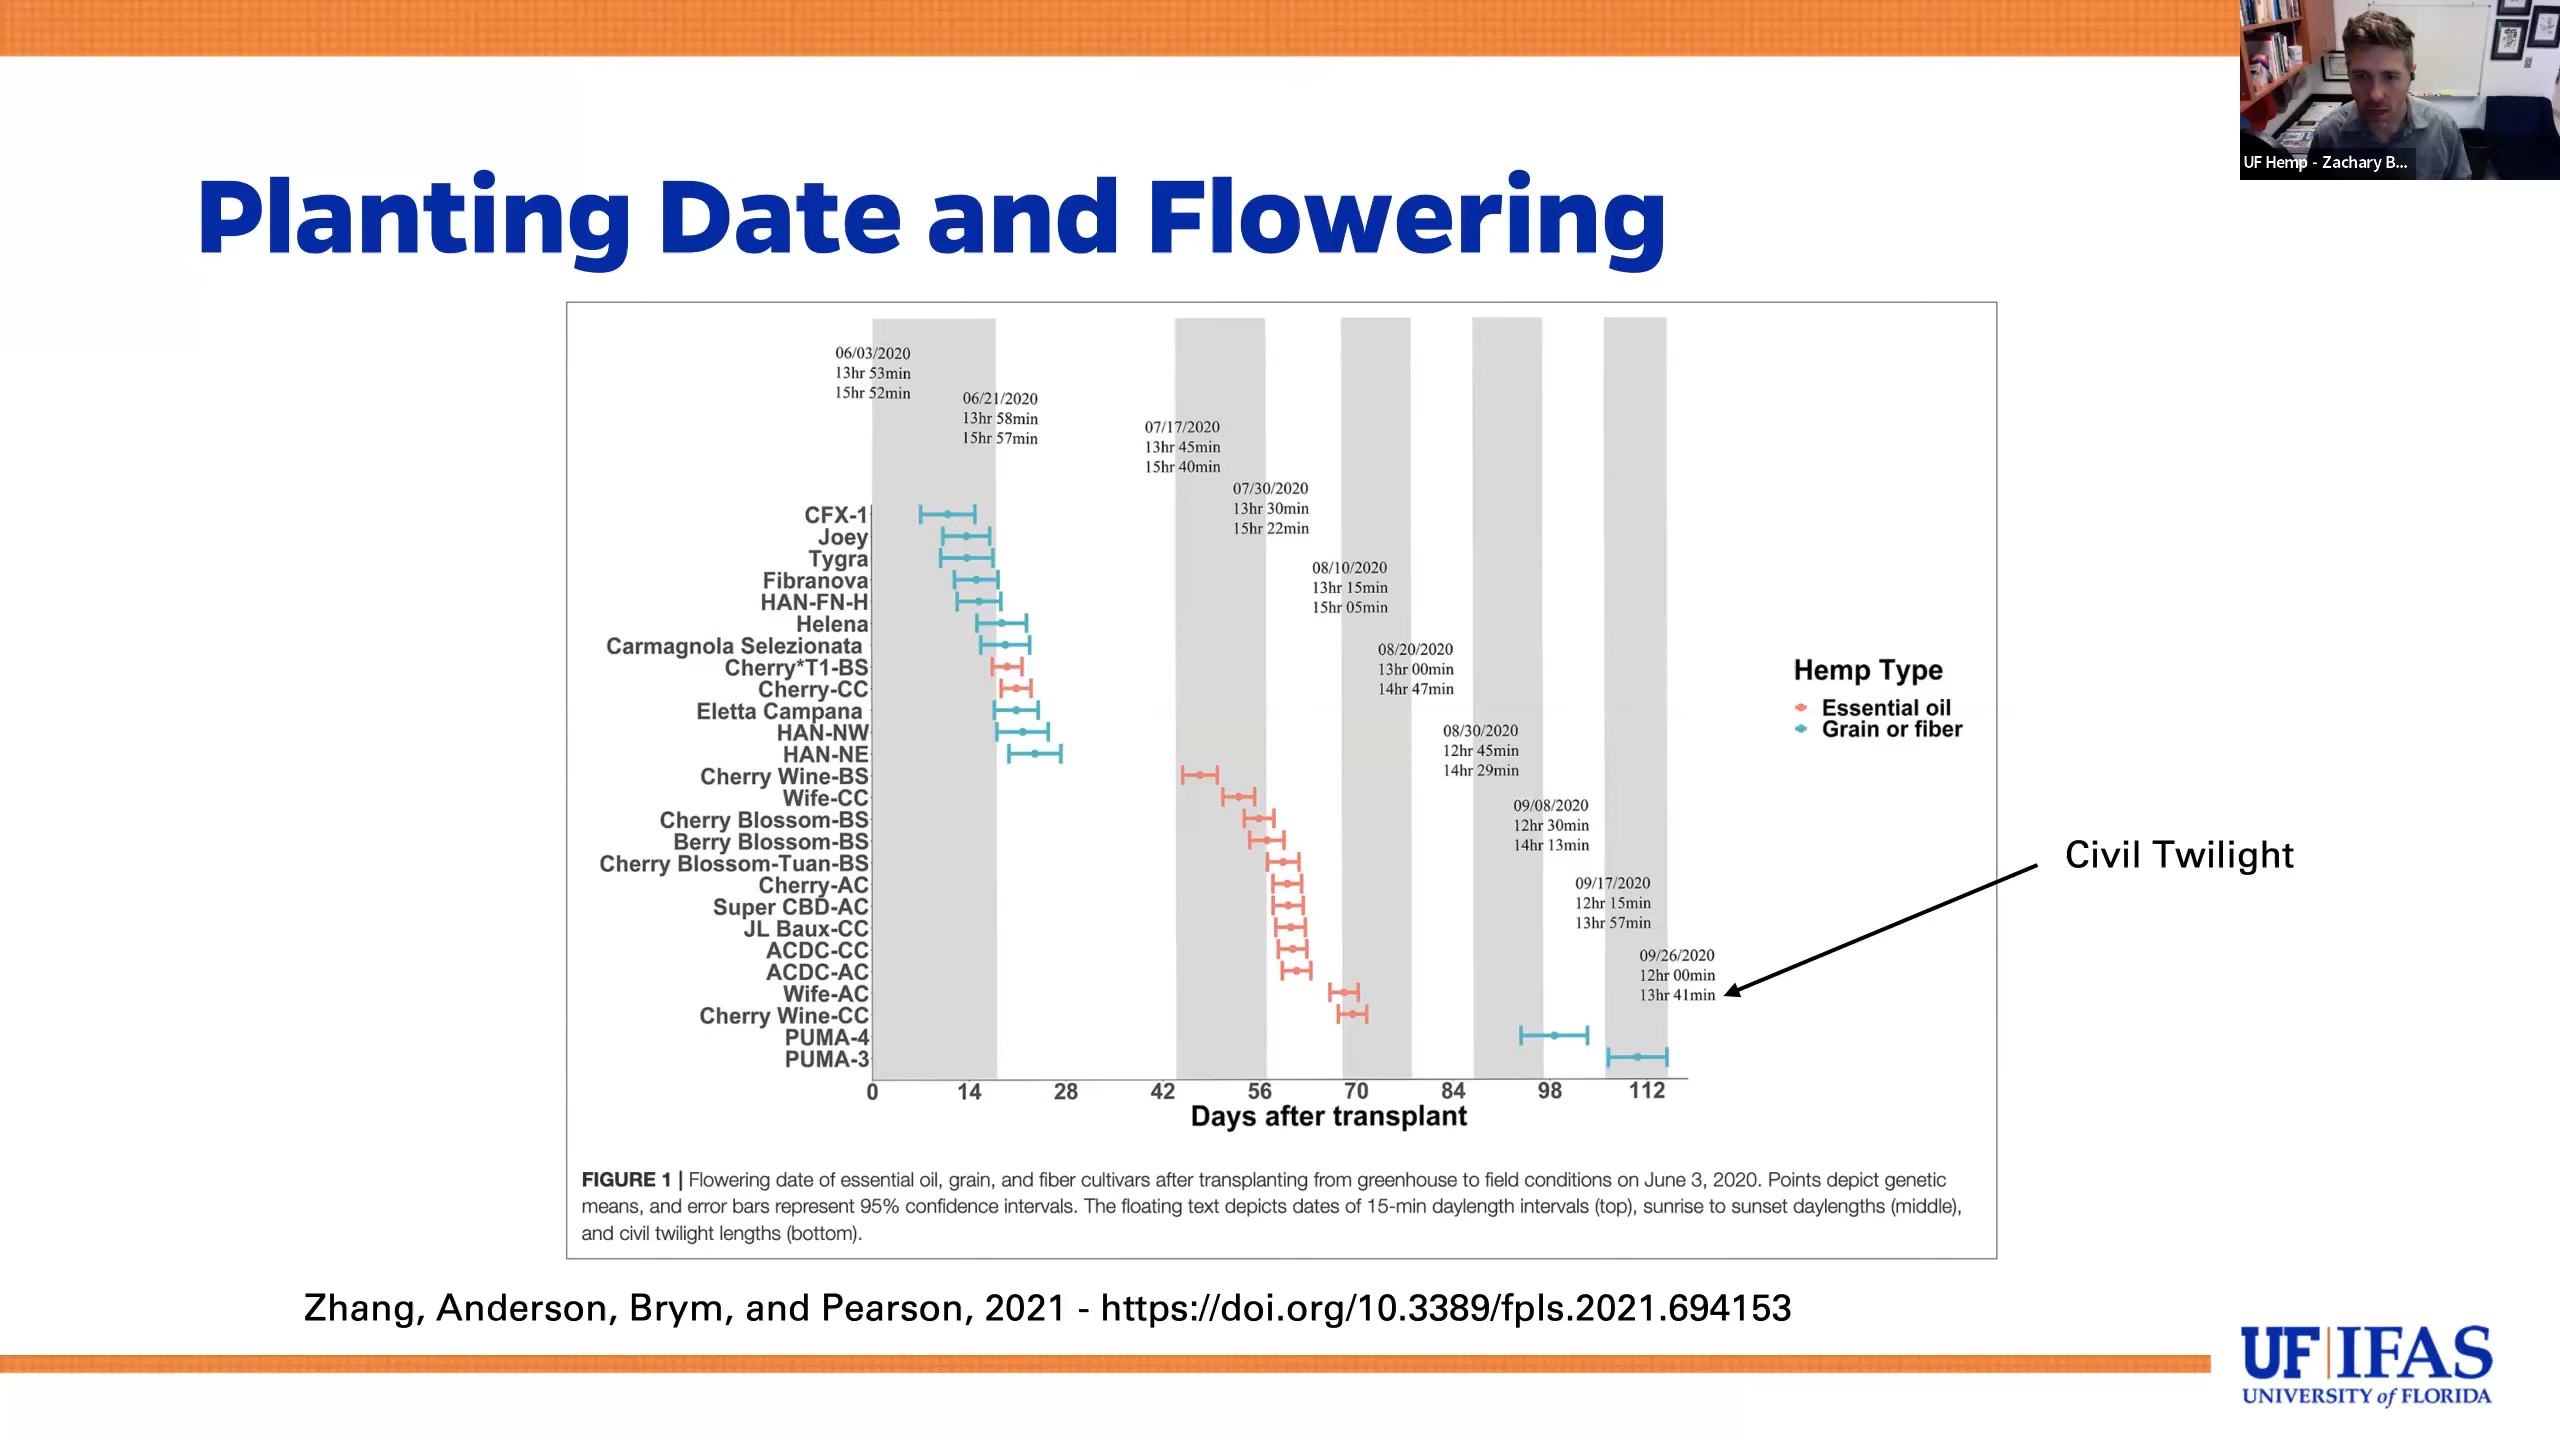 UF Hemp - Zachary B...
Planting Date and Flowering
06/03/2020
13hr 53min
15hr 52min
06/21/2020
13hr 58min
15hr 57min
07/17/2020
13hr 45min
15hr 40min
07/30/2020
13hr 30min
15hr 22min
08/10/2020
13hr 15min
15hr 05min
08/20/2020
13hr 00min
14hr 47min
08/30/2020
12hr 45min
14hr 29min
09/08/2020
12hr 30min
14hr 13min
09/17/2020
12hr 15min
13hr 57min
09/26/2020
12hr 00min
13hr 41min
CFX-1
Joey
Tygra
Fibranova
HAN-FN-H
Helena
Carmagnola Selezionata
Cherry*T1-BS
Cherry-CC
Eletta Campana
HAN-NW
HAN-NE
Cherry Wine-BS
Wife-CC
Cherry Blossom-BS
Berry Blossom-BS
Cherry Blossom-Tuan-BS
Cherry-AC
Super CBD-AC
JL Baux-CC
ACDC-CC
ACDC-AC
Wife-AC
Cherry Wine-CC
PUMA-4
PUMA-3
0 14 28 42 56 70 84 98 112
Days after transplant
Hemp Type
Essential oil
Grain or fiber
Civil Twilight
FIGURE 1 | Flowering date of essential oil, grain, and fiber cultivars after transplanting from greenhouse to field conditions on June 3, 2020. Points depict genetic
means, and error bars represent 95% confidence intervals. The floating text depicts dates of 15-min daylength intervals (top), sunrise to sunset daylengths (middle),
and civil twilight lengths (bottom).
Zhang, Anderson, Brym, and Pearson, 2021 - https://doi.org/10.3389/fpls.2021.694153
UF|IFAS
UNIVERSITY of FLORIDA